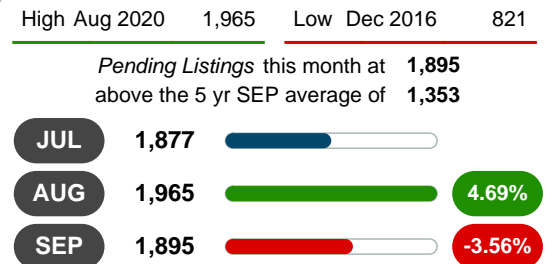 High Aug 2020 1,965 Low Dec 2016 821
Pending Listings this month at 1,895
above the 5 yr SEP average of 1,353
JUL 1,877
AUG 1,965 4.69%
SEP 1,895 -3.56%